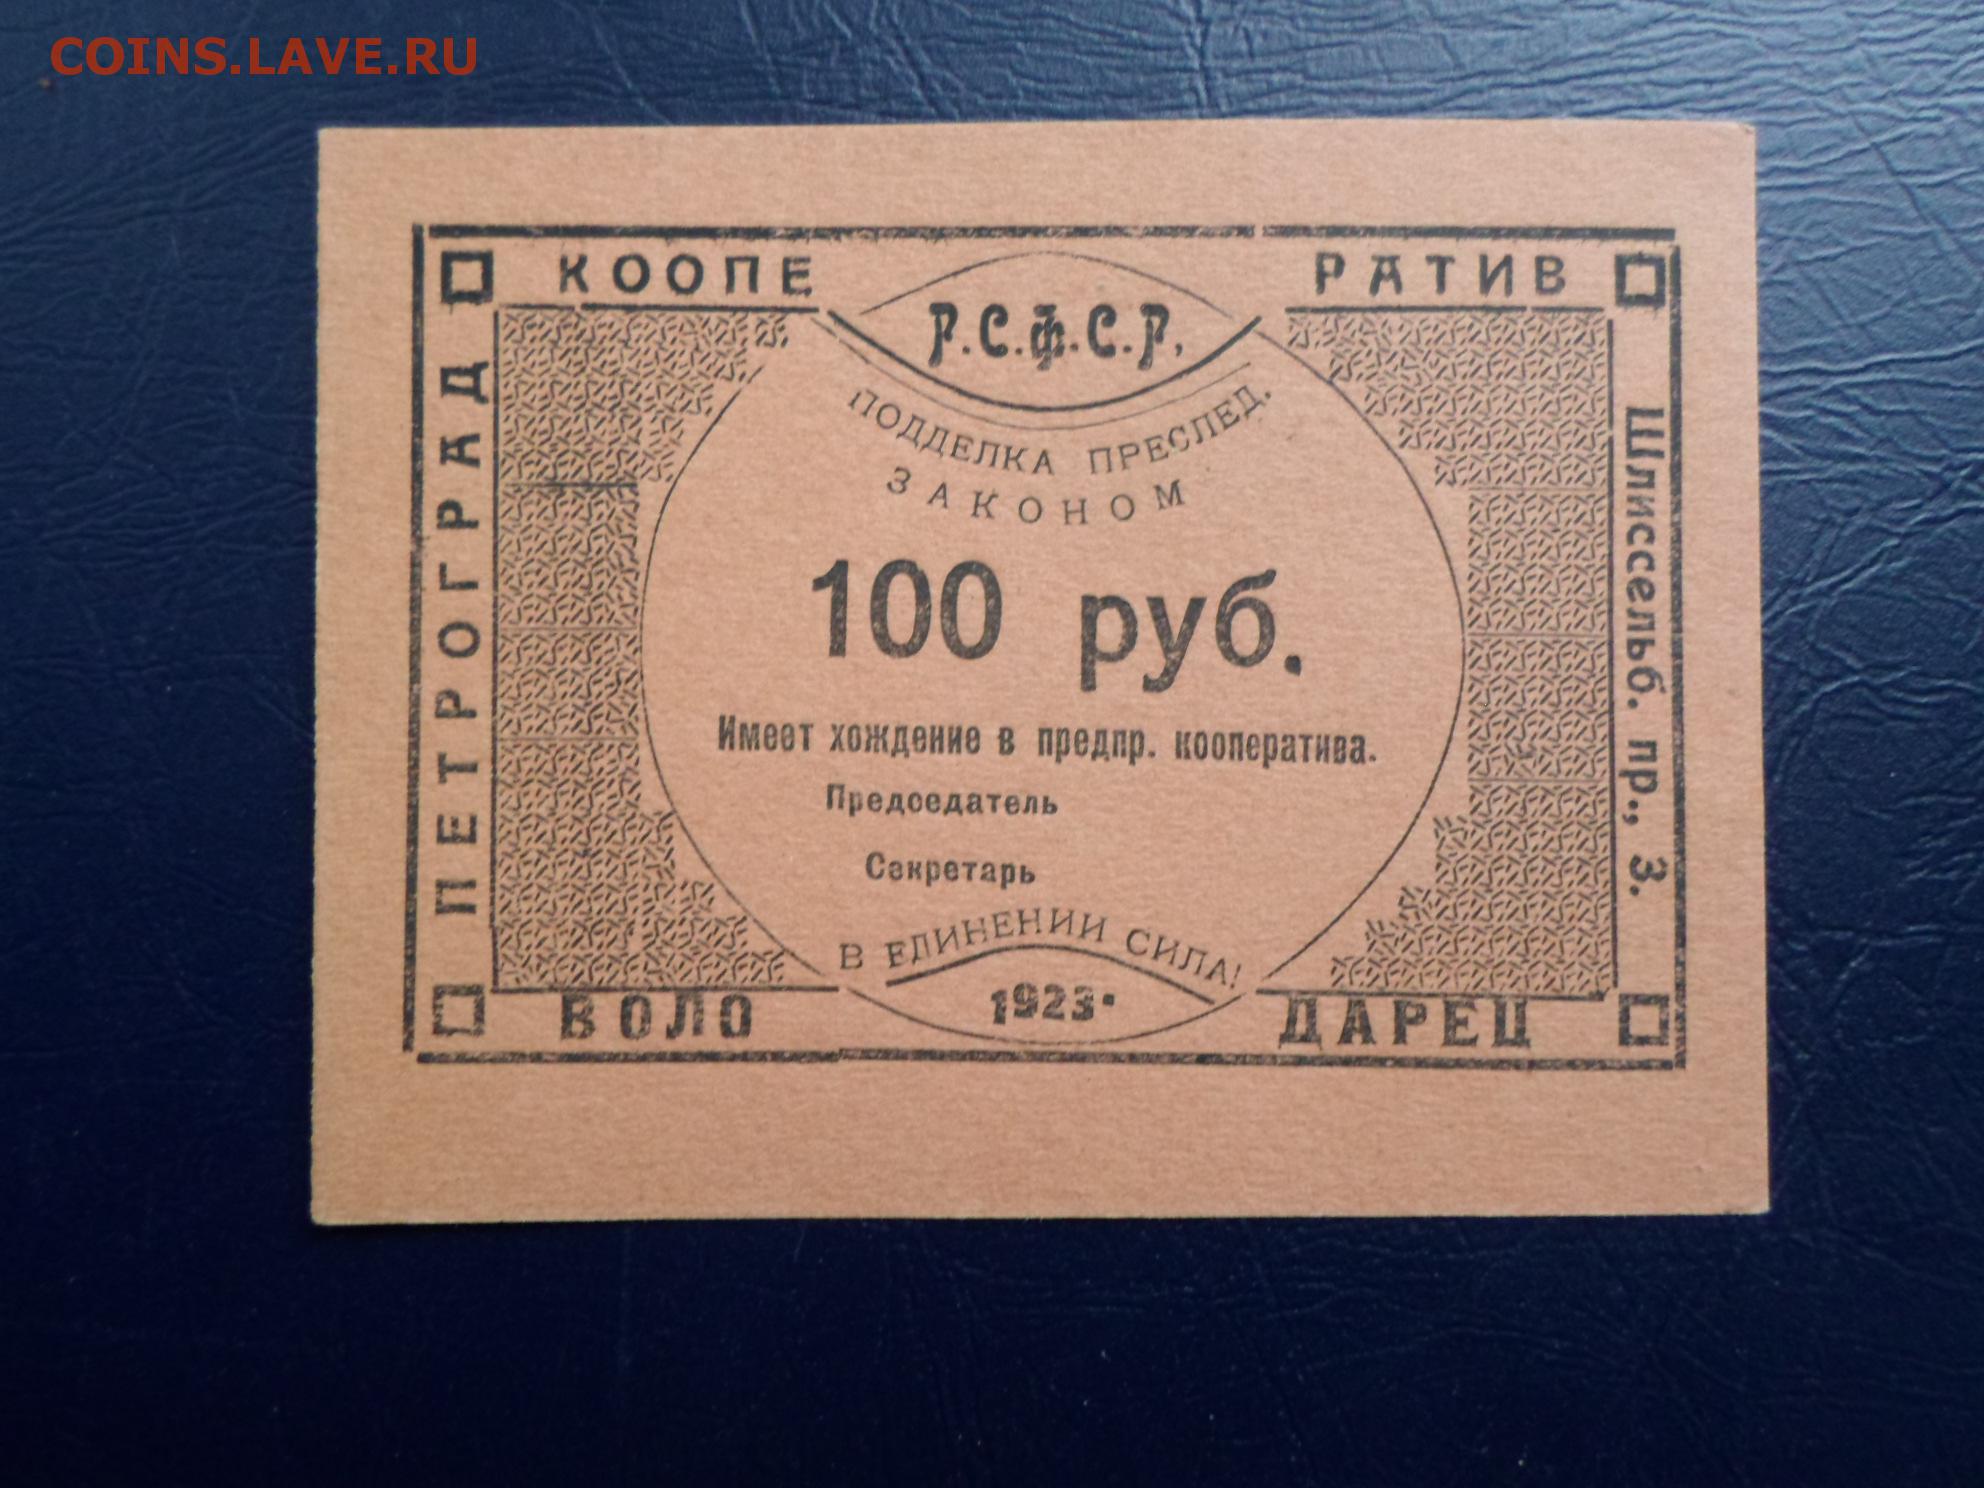 COINS.LAVE.RU
КООПЕ РАТИВ
Р.С.Ф.С.Р.
ПОДДЕЛКА ПРЕСЛЕД.
ЗАКОНОМ
ПЕТРОГРАД
Шлиссельб. пр., 3.
100 руб.
Имеет хождение в предпр. кооператива.
Председатель
Секретарь
В ЕДИНЕНИИ СИЛА!
1923.
ВОЛО ДАРЕЦ